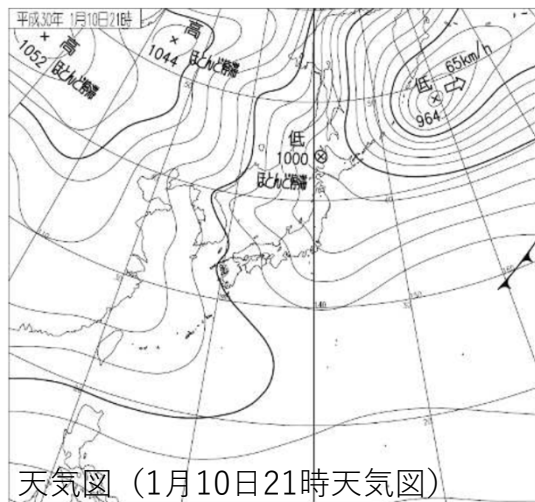 平成30年 1月10日21時
高
1052 ほとんど停滞
高
1044 ほとんど停滞
低
964
65km/h
低
1000
ほとんど停滞
天気図（1月10日21時天気図）